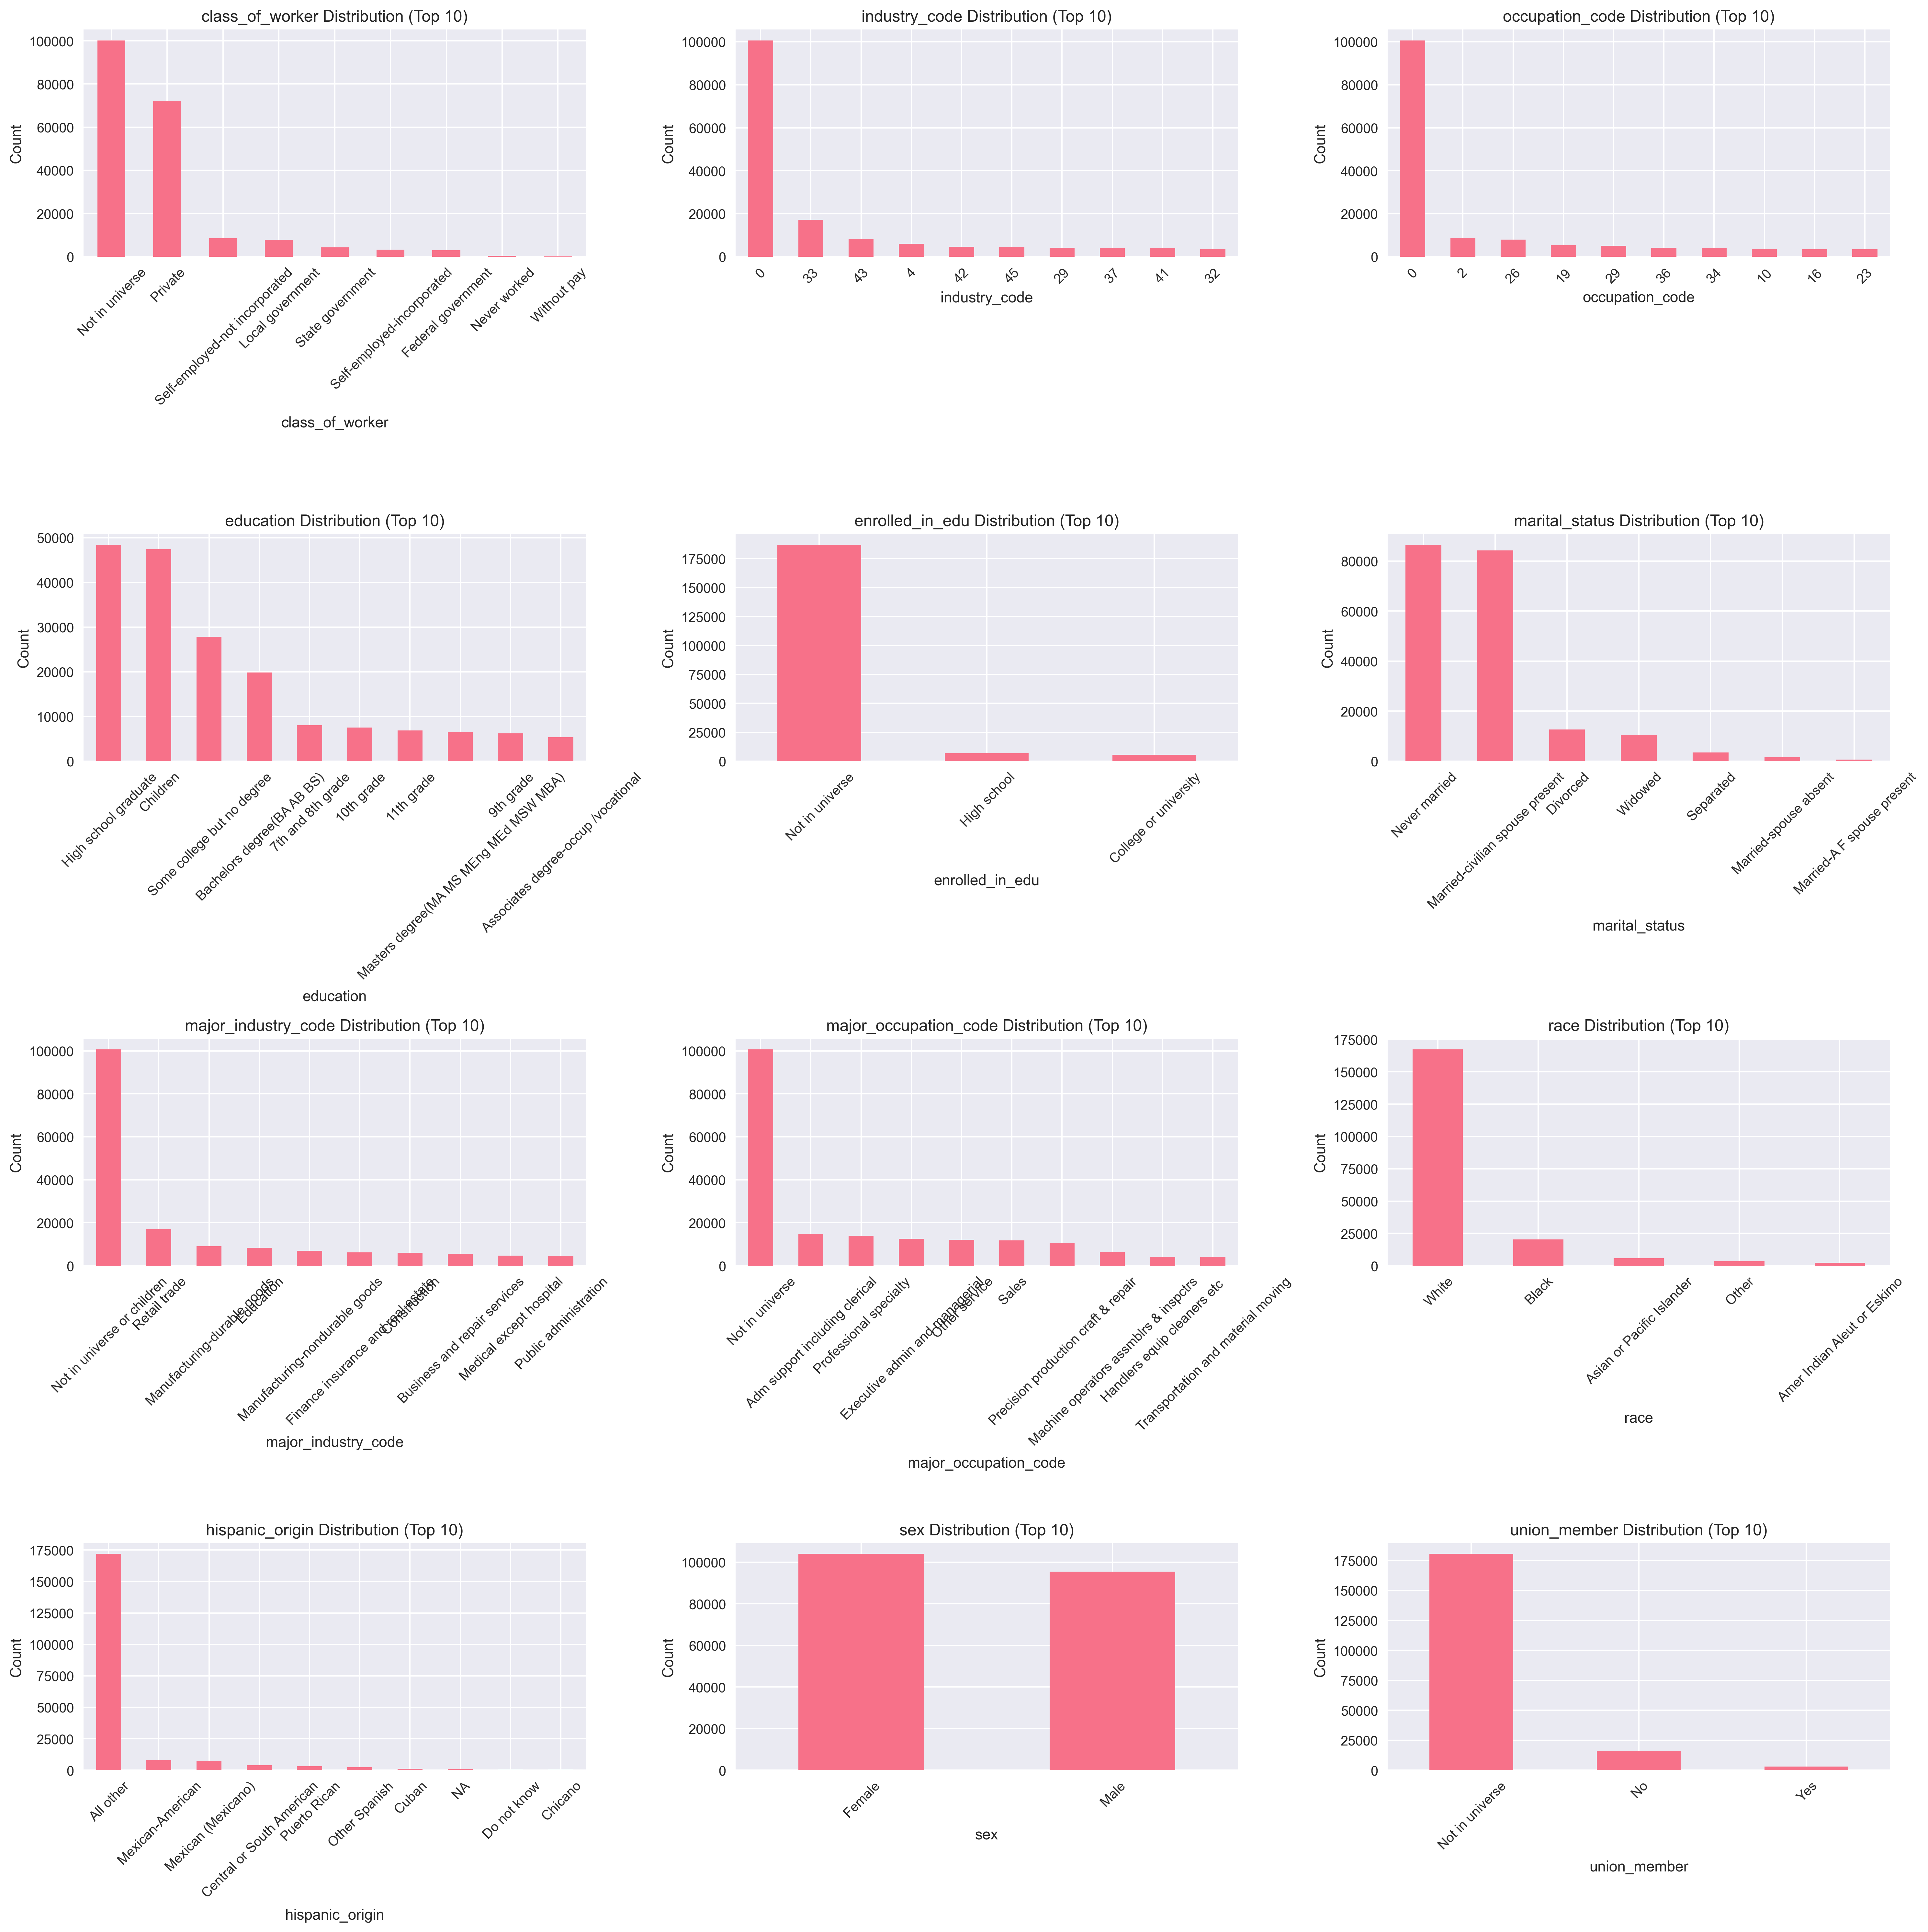 class_of_worker Distribution (Top 10)
Count
100000
80000
60000
40000
20000
0
Not in universe
Private
Self-employed-not incorporated
Local government
State government
Self-employed-incorporated
Federal government
Never worked
Without pay
class_of_worker
industry_code Distribution (Top 10)
Count
100000
80000
60000
40000
20000
0
0
33
43
4
42
45
29
37
41
32
industry_code
occupation_code Distribution (Top 10)
Count
100000
80000
60000
40000
20000
0
0
2
26
19
29
36
34
10
16
23
occupation_code
education Distribution (Top 10)
Count
50000
40000
30000
20000
10000
0
High school graduate
Children
Some college but no degree
Bachelors degree(BA AB BS)
7th and 8th grade
10th grade
11th grade
Masters degree(MA MS MEng MEd MSW MBA)
9th grade
Associates degree-occup /vocational
education
enrolled_in_edu Distribution (Top 10)
Count
175000
150000
125000
100000
75000
50000
25000
0
Not in universe
High school
College or university
enrolled_in_edu
marital_status Distribution (Top 10)
Count
80000
60000
40000
20000
0
Never married
Married-civilian spouse present
Divorced
Widowed
Separated
Married-spouse absent
Married-A F spouse present
marital_status
major_industry_code Distribution (Top 10)
Count
100000
80000
60000
40000
20000
0
Not in universe or children
Retail trade
Manufacturing-durable goods
Education
Manufacturing-nondurable goods
Finance insurance and real estate
Construction
Business and repair services
Medical except hospital
Public administration
major_industry_code
major_occupation_code Distribution (Top 10)
Count
100000
80000
60000
40000
20000
0
Not in universe
Adm support including clerical
Professional specialty
Executive admin and managerial
Other service
Sales
Precision production craft & repair
Machine operators assmblrs & inspctrs
Handlers equip cleaners etc
Transportation and material moving
major_occupation_code
race Distribution (Top 10)
Count
175000
150000
125000
100000
75000
50000
25000
0
White
Black
Asian or Pacific Islander
Other
Amer Indian Aleut or Eskimo
race
hispanic_origin Distribution (Top 10)
Count
175000
150000
125000
100000
75000
50000
25000
0
All other
Mexican-American
Mexican (Mexicano)
Central or South American
Puerto Rican
Other Spanish
Cuban
NA
Do not know
Chicano
hispanic_origin
sex Distribution (Top 10)
Count
100000
80000
60000
40000
20000
0
Female
Male
sex
union_member Distribution (Top 10)
Count
175000
150000
125000
100000
75000
50000
25000
0
Not in universe
No
Yes
union_member